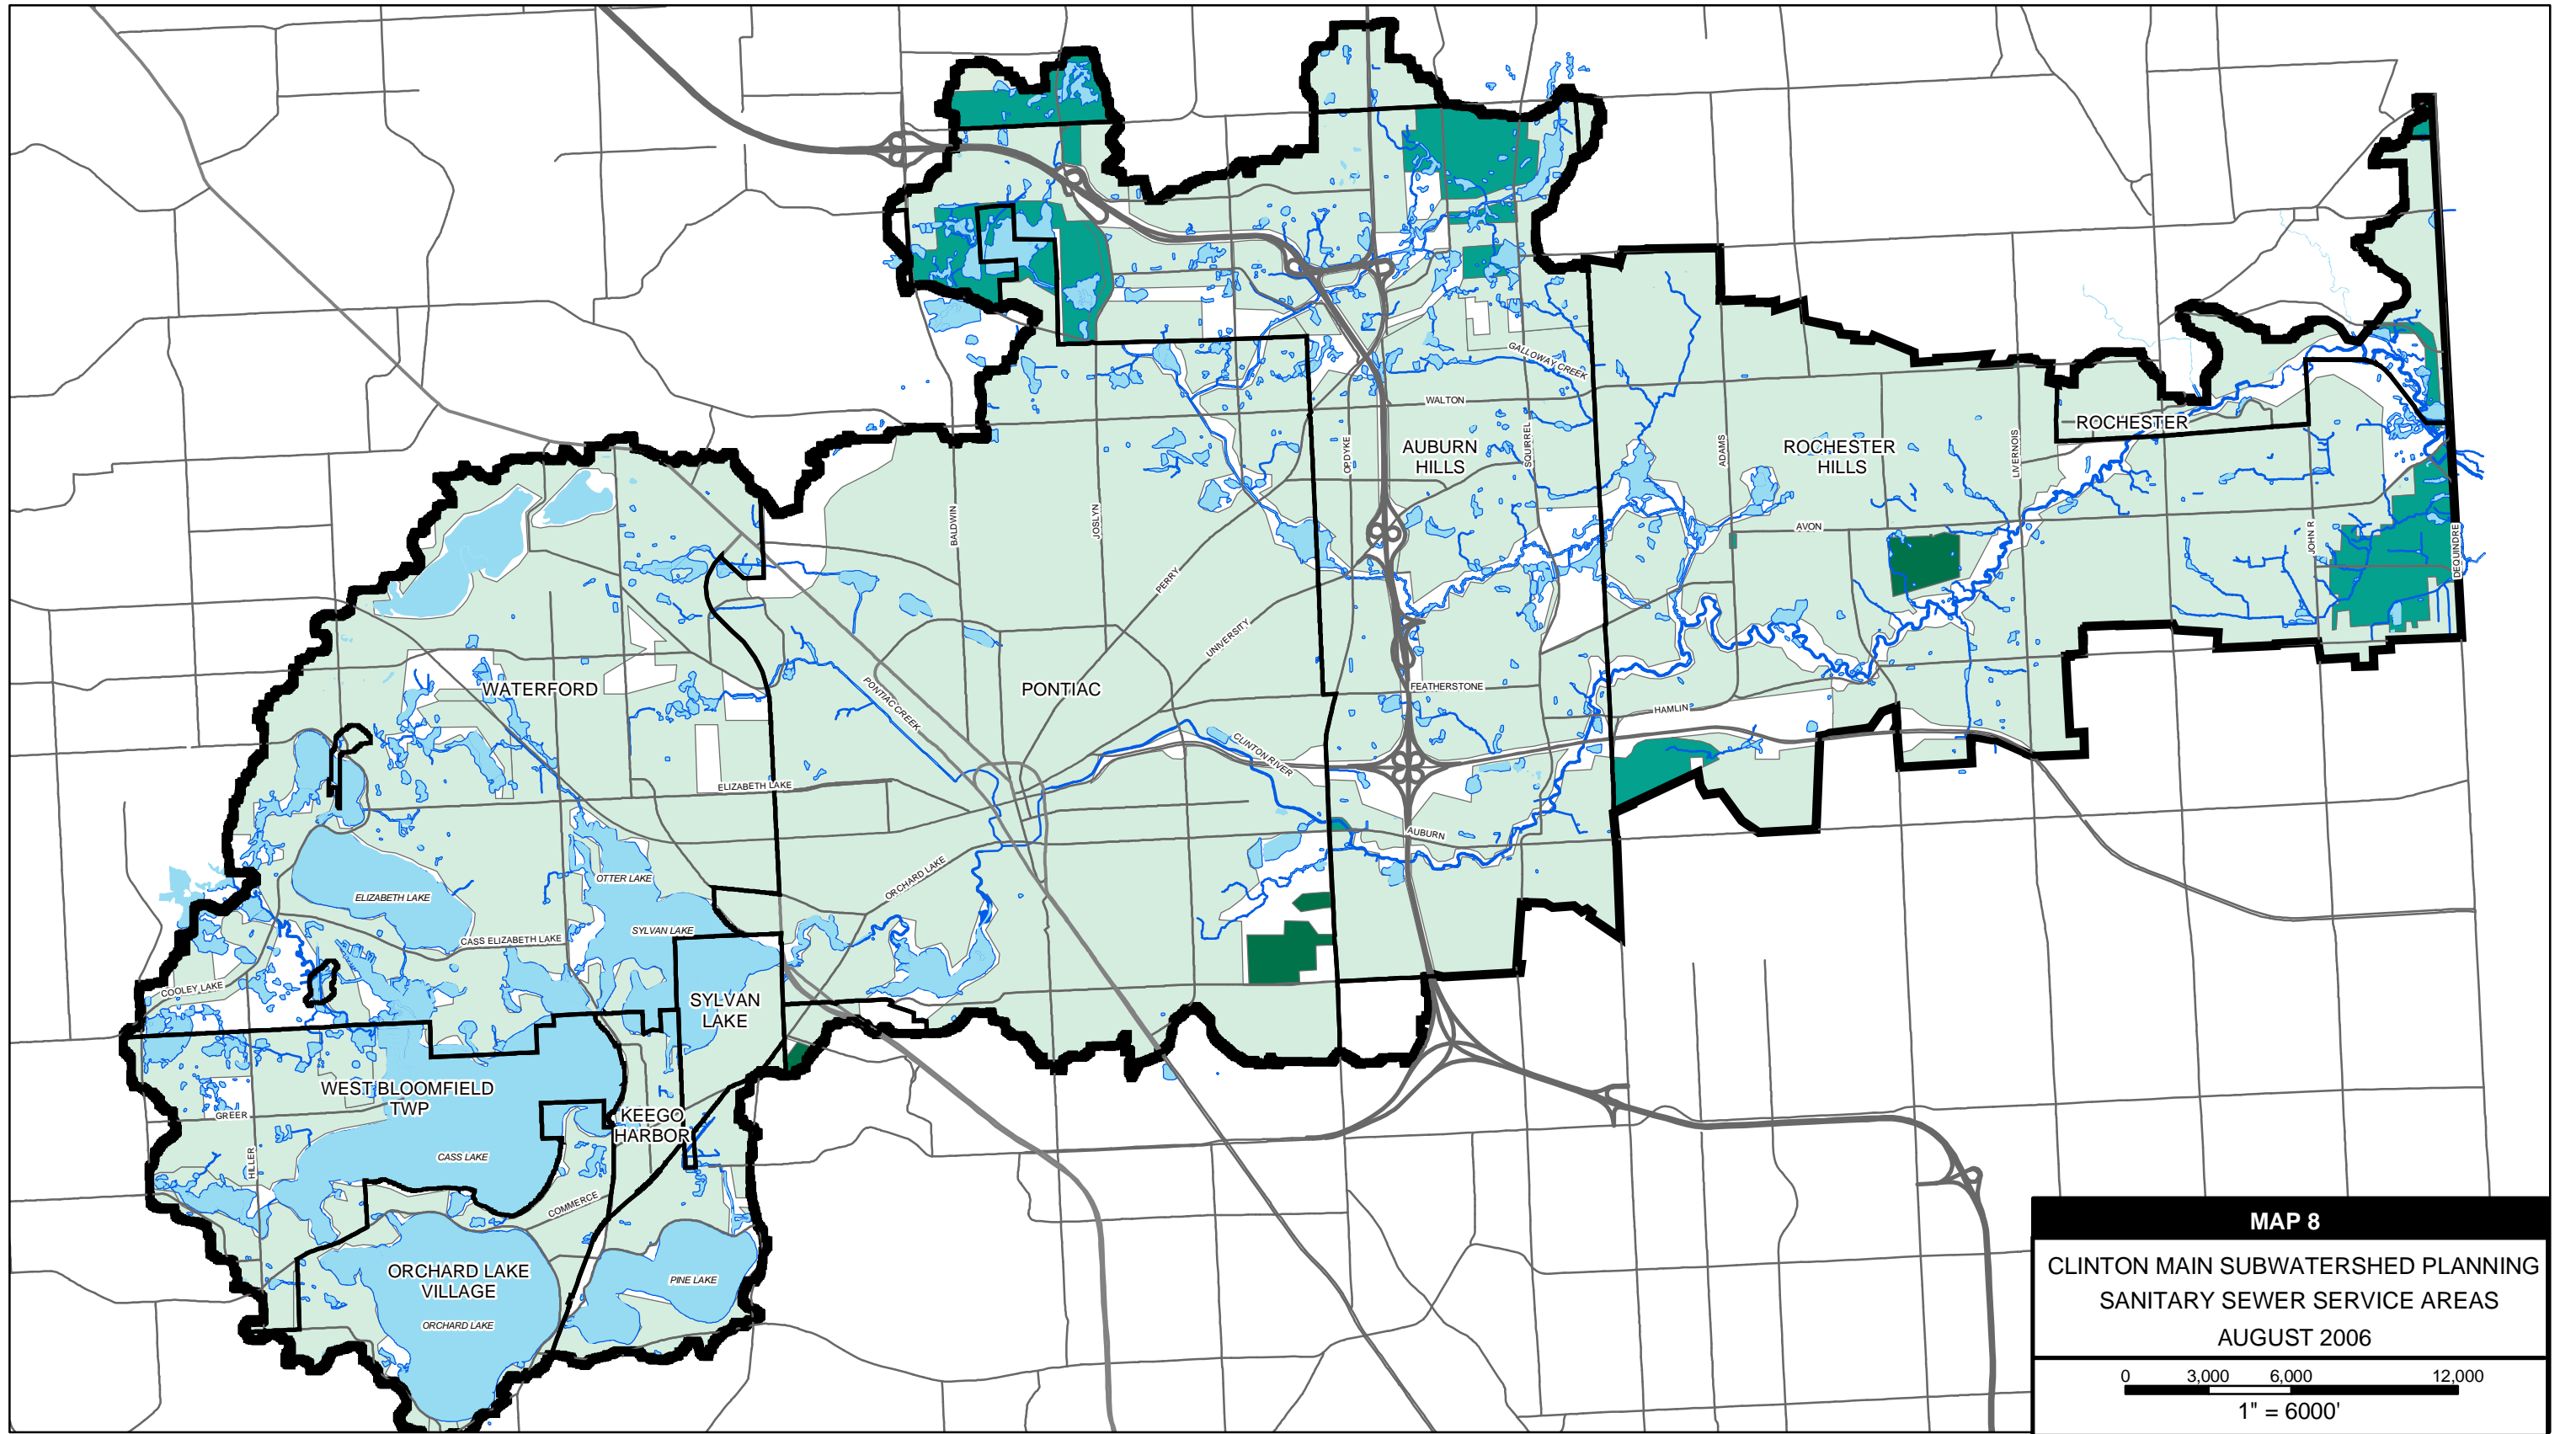 GALLOWAY CREEK
WALTON
ROCHESTER
AUBURN
HILLS
ROCHESTER
HILLS
OPDYKE
SQUIRREL
ADAMS
LIVERNOIS
BALDWIN
JOSLYN
AVON
JOHN R
DEQUINDRE
PERRY
UNIVERSITY
WATERFORD
PONTIAC CREEK
PONTIAC
FEATHERSTONE
HAMLIN
CLINTON RIVER
ELIZABETH LAKE
AUBURN
OTTER LAKE
ORCHARD LAKE
ELIZABETH LAKE
SYLVAN LAKE
CASS ELIZABETH LAKE
COOLEY LAKE
SYLVAN
LAKE
WEST BLOOMFIELD
TWP
GREER
KEEGO
HARBOR
HILLER
CASS LAKE
COMMERCE
ORCHARD LAKE
VILLAGE
PINE LAKE
ORCHARD LAKE
MAP 8
CLINTON MAIN SUBWATERSHED PLANNING
SANITARY SEWER SERVICE AREAS
AUGUST 2006
0 3,000 6,000 12,000
1" = 6000'